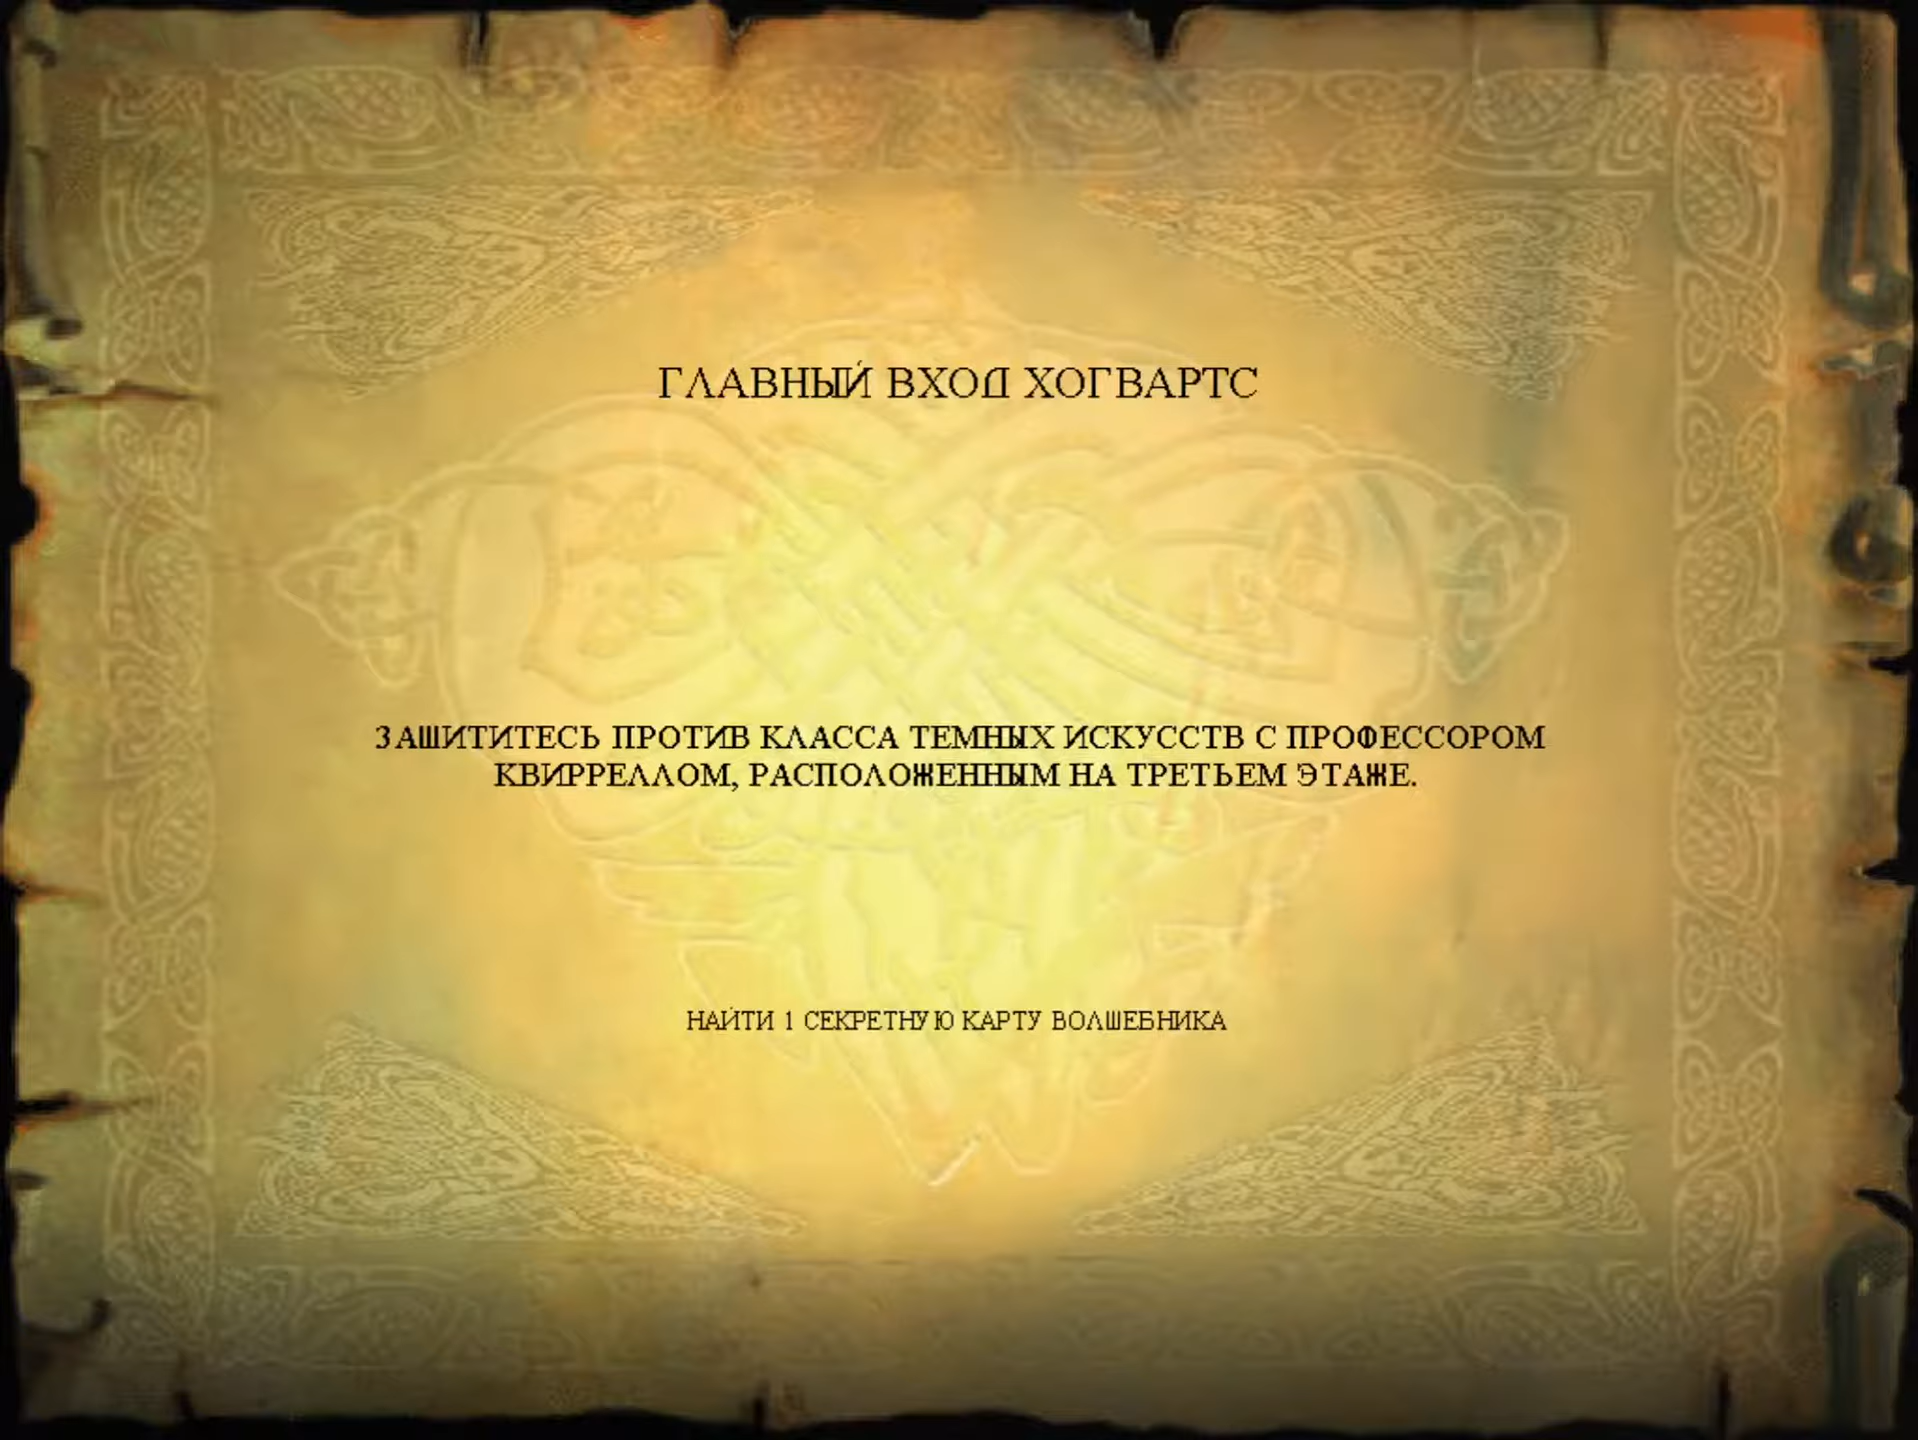 ГЛАВНЫЙ ВХОД ХОГВАРТС
ЗАШИТИТЕСЬ ПРОТИВ КЛАССА ТЕМНЫХ ИСКУССТВ С ПРОФЕССОРОМ
КВИРРЕЛЛОМ, РАСПОЛОЖЕННЫМ НА ТРЕТЬЕМ ЭТАЖЕ.
НАЙТИ 1 СЕКРЕТНУЮ КАРТУ ВОЛШЕБНИКА